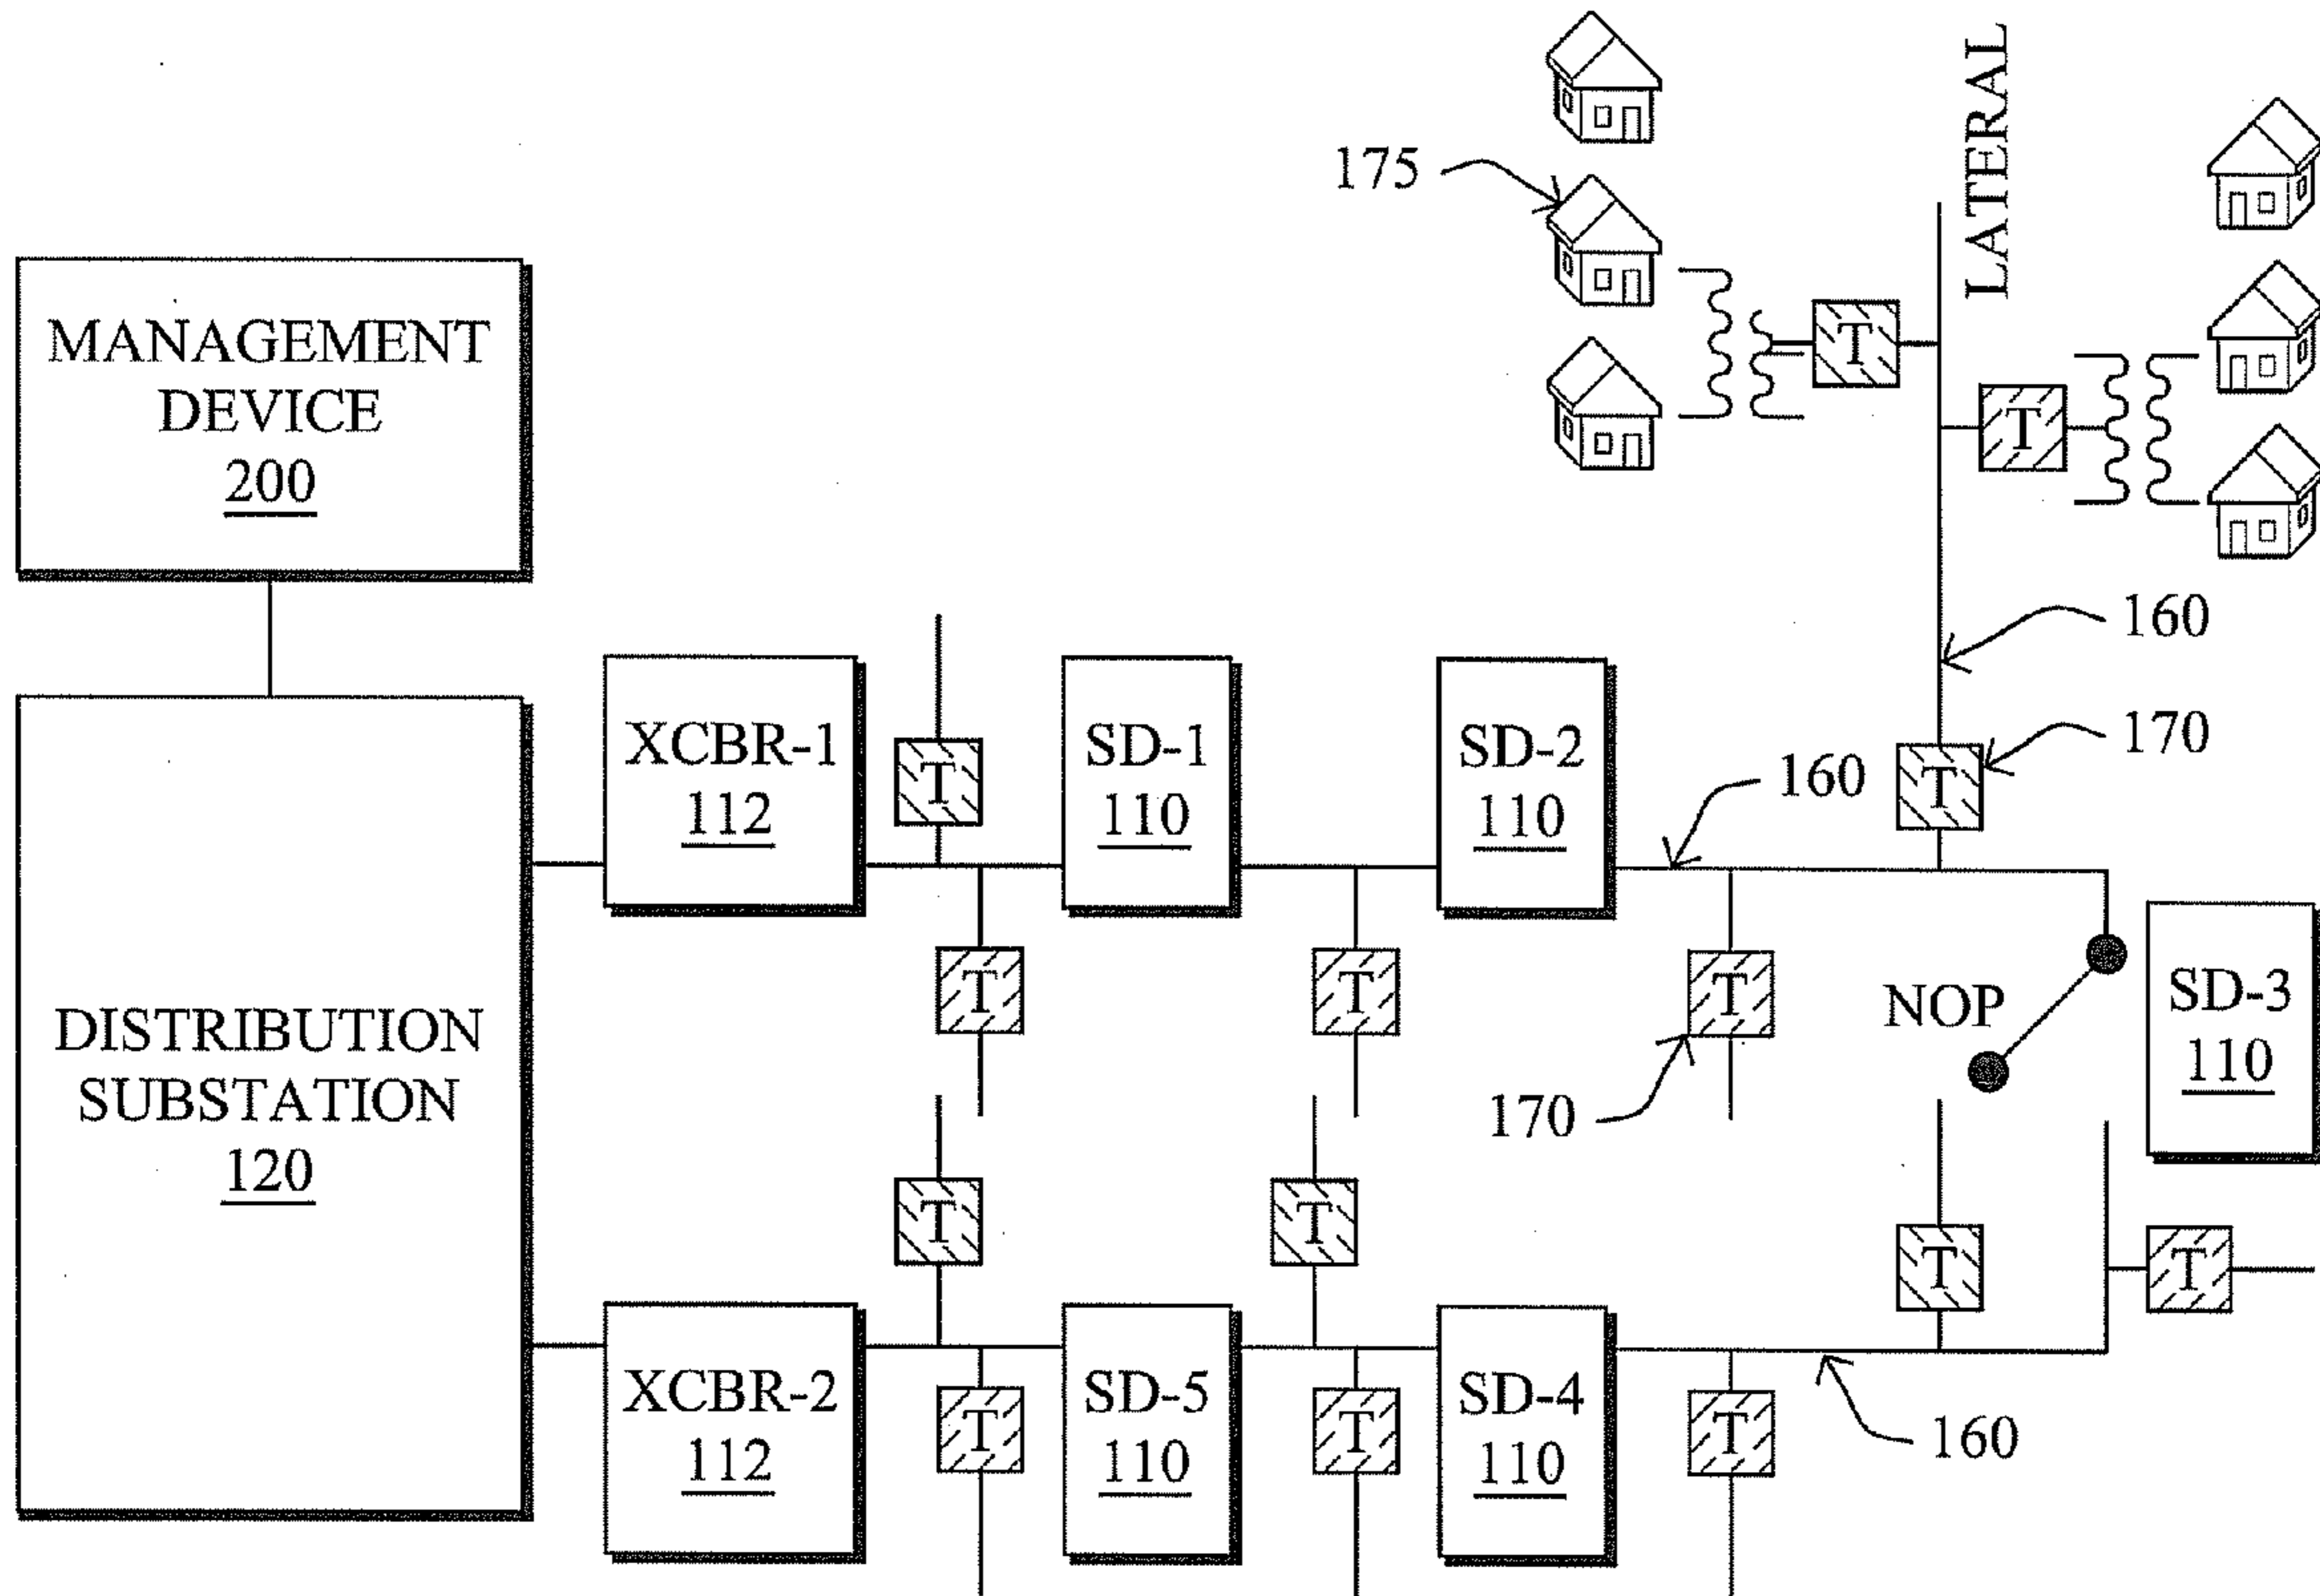 LATERAL
175
T
T
MANAGEMENT
DEVICE
200
160
170
XCBR-1
112
T
SD-1
110
SD-2
110
160
T
T
T
T
170
NOP
SD-3
110
DISTRIBUTION
SUBSTATION
120
T
T
T
T
XCBR-2
112
T
SD-5
110
T
SD-4
110
T
160